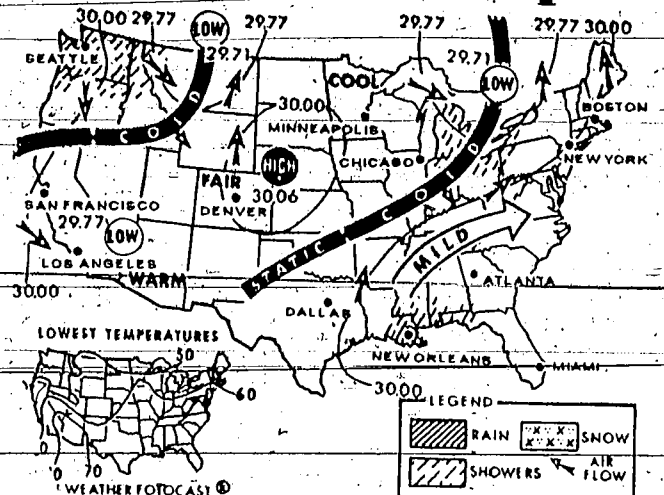 30.00 29.77
LOW
29.77
29.77
29.77 30.00
SEATTLE
29.71
29.71
LOW
COOL
COLD
30.00
MINNEAPOLIS
BOSTON
CHICAGO
NEW YORK
HIGH
FAIR
30.06
DENVER
SAN FRANCISCO
29.77
LOW
LOS ANGELES
WARM
30.00
STATIC
COLD
MILD
ATLANTA
DALLAS
NEW ORLEANS
MIAMI
30.00
LOWEST TEMPERATURES
50
60
70
LEGEND
RAIN
SNOW
SHOWERS
AIR FLOW
WEATHER FOTOCAST ®